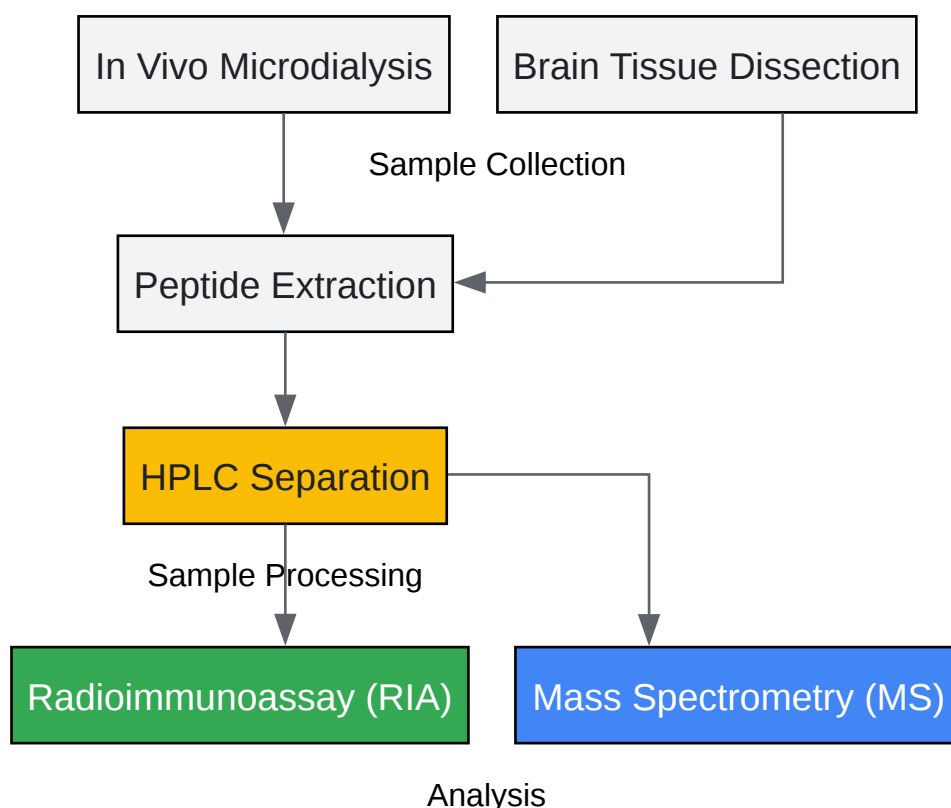 In Vivo Microdialysis
Brain Tissue Dissection
Sample Collection
Peptide Extraction
HPLC Separation
Sample Processing
Radioimmunoassay (RIA)
Mass Spectrometry (MS)
Analysis